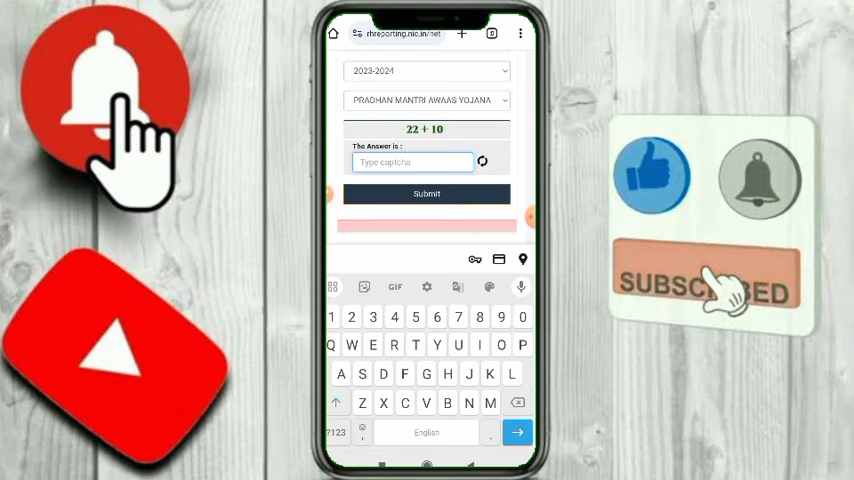 rhreporting.nic.in/net
2023-2024
PRADHAN MANTRI AWAAS YOJANA
22 + 10
The Answer is :
Type captcha
Submit
SUBSCRIBED
GIF
1 2 3 4 5 6 7 8 9 0
Q W E R T Y U I O P
A S D F G H J K L
Z X C V B N M
?123 , English .